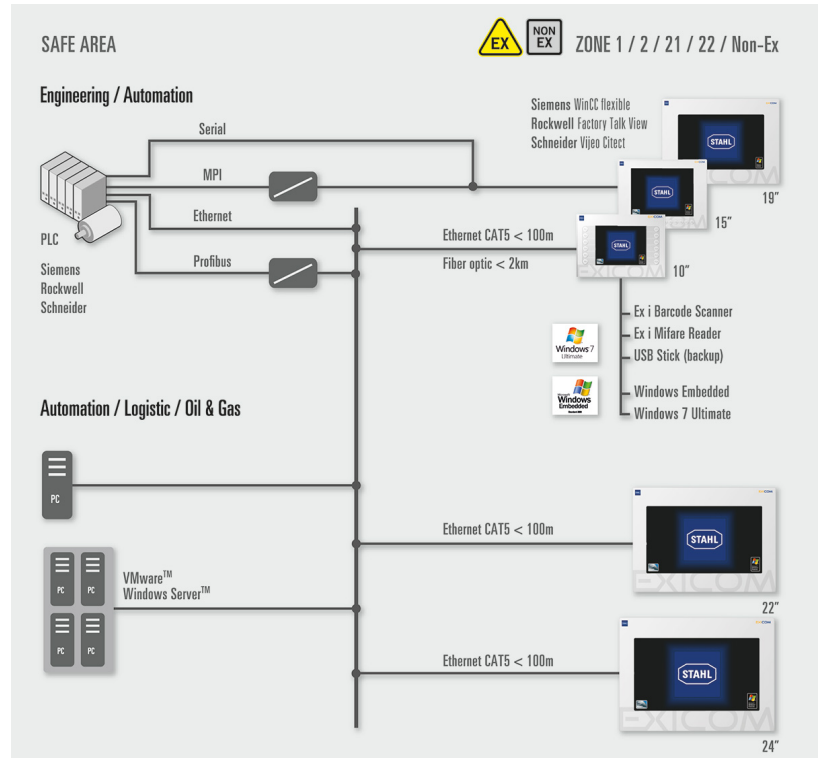 SAFE AREA
EX
NON
EX
ZONE 1 / 2 / 21 / 22 / Non-Ex
Engineering / Automation
Siemens WinCC flexible
Rockwell Factory Talk View
Schneider Vijeo Citect
Serial
STAHL
MPI
19"
STAHL
15"
Ethernet
PLC
Ethernet CAT5 < 100m
STAHL
Profibus
Fiber optic < 2km
EXICOM
10"
Siemens
Rockwell
Schneider
Ex i Barcode Scanner
Ex i Mifare Reader
USB Stick (backup)
Windows 7
Ultimate
Windows
Embedded
Windows Embedded
Windows 7 Ultimate
Automation / Logistic / Oil & Gas
PC
Ethernet CAT5 < 100m
STAHL
EXICOM
22"
PC
PC
VMware™
Windows Server™
PC
PC
Ethernet CAT5 < 100m
STAHL
EXICOM
24"